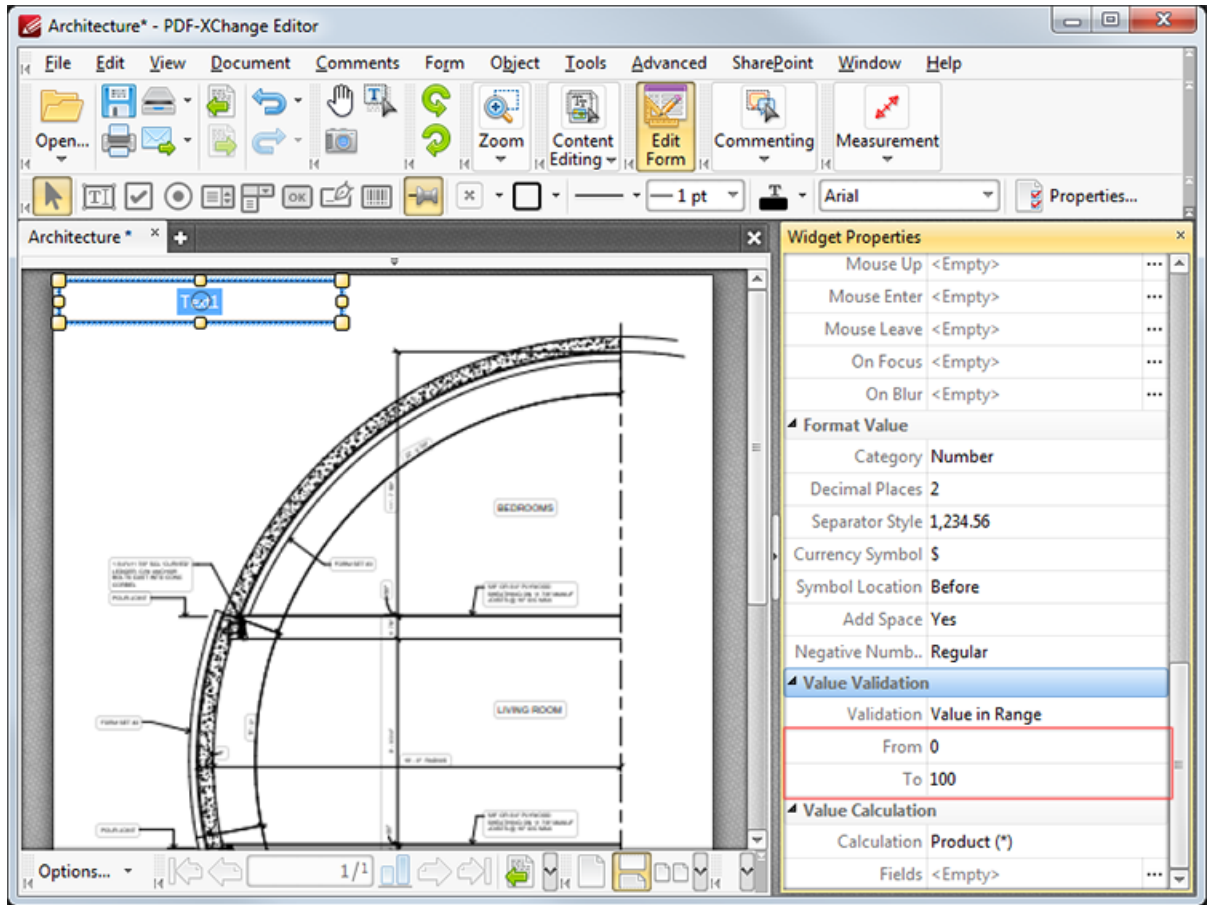 Architecture* - PDF-XChange Editor
File Edit View Document Comments Form Object Tools Advanced SharePoint Window Help
Open...
Zoom
Content Editing
Edit Form
Commenting
Measurement
OK
1 pt
Arial
Properties...
Architecture *
Text1
BEDROOMS
LIVING ROOM
Options...
1/1
Widget Properties
Mouse Up <Empty>
Mouse Enter <Empty>
Mouse Leave <Empty>
On Focus <Empty>
On Blur <Empty>
Format Value
Category Number
Decimal Places 2
Separator Style 1,234.56
Currency Symbol $
Symbol Location Before
Add Space Yes
Negative Numb.. Regular
Value Validation
Validation Value in Range
From 0
To 100
Value Calculation
Calculation Product (*)
Fields <Empty>